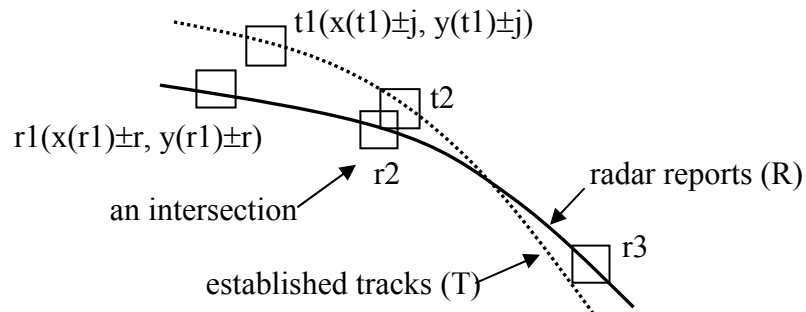 t1(x(t1)±j, y(t1)±j)
t2
r1(x(r1)±r, y(r1)±r)
r2
radar reports (R)
an intersection
r3
established tracks (T)